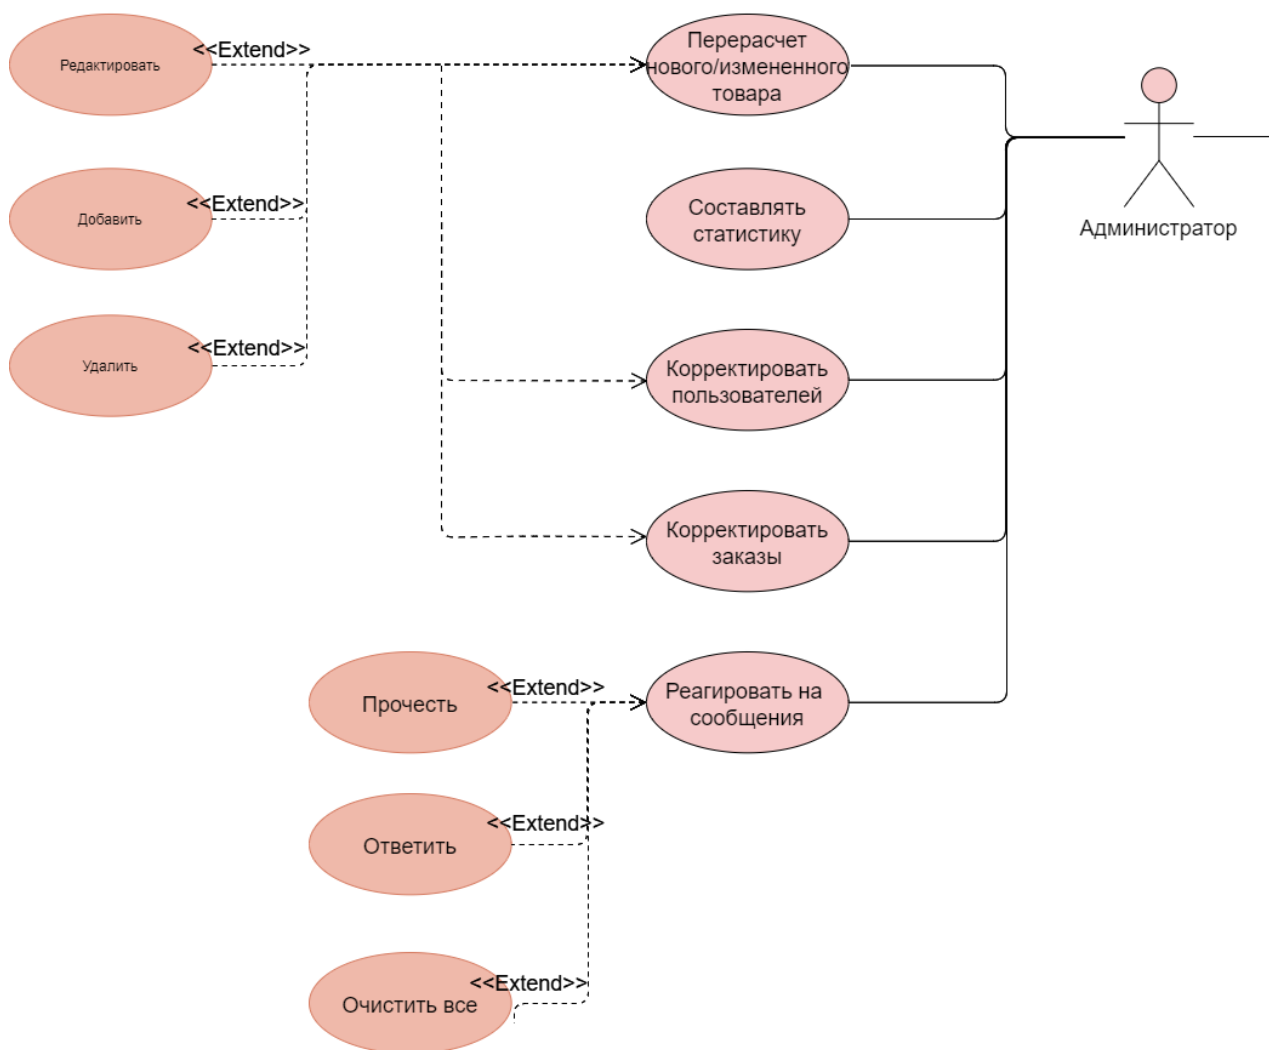 <<Extend>>
Редактировать
Перерасчет
нового/измененного
товара
<<Extend>>
Добавить
Составлять
статистику
Администратор
<<Extend>>
Удалить
Корректировать
пользователей
Корректировать
заказы
<<Extend>>
Прочесть
Реагировать на
сообщения
<<Extend>>
Ответить
<<Extend>>
Очистить все